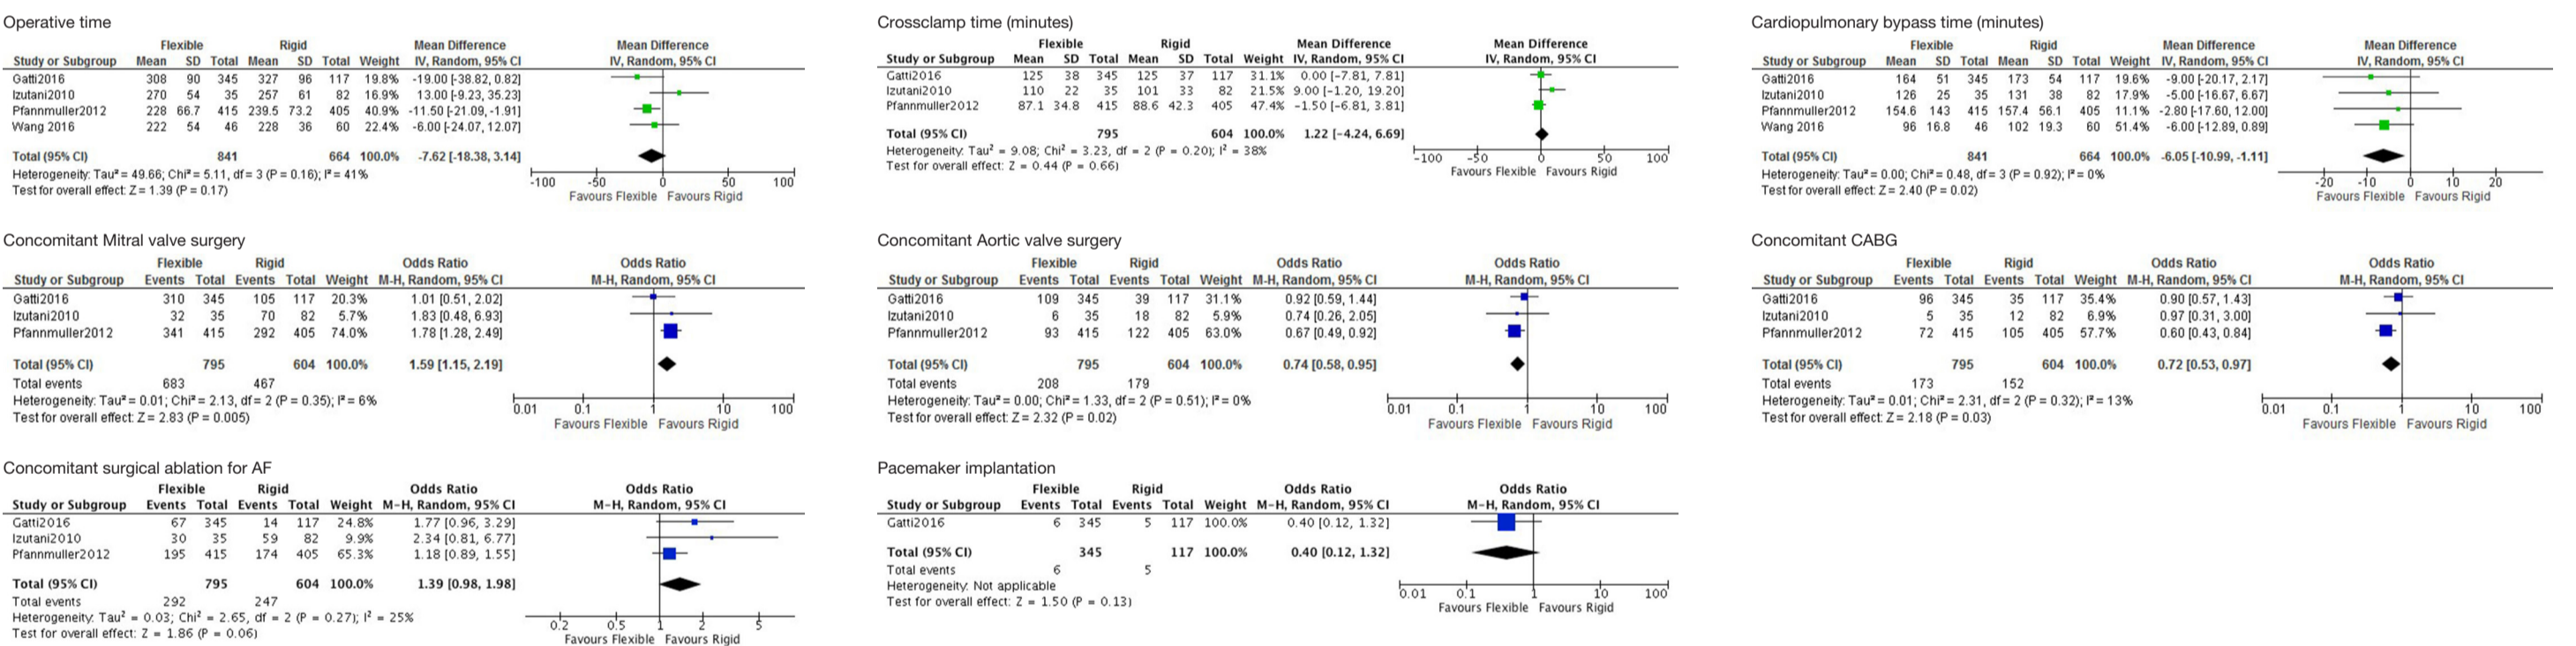 Operative time
Flexible Rigid Mean Difference Mean Difference
Study or Subgroup Mean SD Total Mean SD Total Weight IV, Random, 95% CI IV, Random, 95% CI
Gatti2016 308 90 345 327 96 117 19.8% -19.00 [-38.82, 0.82]
Izutani2010 270 54 35 257 61 82 16.9% 13.00 [-9.23, 35.23]
Pfannmuller2012 228 66.7 415 239.5 73.2 405 40.9% -11.50 [-21.09, -1.91]
Wang 2016 222 54 46 228 36 60 22.4% -6.00 [-24.07, 12.07]
Total (95% CI) 841 664 100.0% -7.62 [-18.38, 3.14]
Heterogeneity: Tau² = 49.66; Chi² = 5.11, df = 3 (P = 0.16); I² = 41%
Test for overall effect: Z = 1.39 (P = 0.17)
-100 -50 0 50 100
Favours Flexible Favours Rigid
Crossclamp time (minutes)
Flexible Rigid Mean Difference Mean Difference
Study or Subgroup Mean SD Total Mean SD Total Weight IV, Random, 95% CI IV, Random, 95% CI
Gatti2016 125 38 345 125 37 117 31.1% 0.00 [-7.81, 7.81]
Izutani2010 110 22 35 101 33 82 21.5% 9.00 [-1.20, 19.20]
Pfannmuller2012 87.1 34.8 415 88.6 42.3 405 47.4% -1.50 [-6.81, 3.81]
Total (95% CI) 795 604 100.0% 1.22 [-4.24, 6.69]
Heterogeneity: Tau² = 9.08; Chi² = 3.23, df = 2 (P = 0.20); I² = 38%
Test for overall effect: Z = 0.44 (P = 0.66)
-100 -50 0 50 100
Favours Flexible Favours Rigid
Cardiopulmonary bypass time (minutes)
Flexible Rigid Mean Difference Mean Difference
Study or Subgroup Mean SD Total Mean SD Total Weight IV, Random, 95% CI IV, Random, 95% CI
Gatti2016 164 51 345 173 54 117 19.6% -9.00 [-20.17, 2.17]
Izutani2010 126 25 35 131 38 82 17.9% -5.00 [-16.67, 6.67]
Pfannmuller2012 154.6 143 415 157.4 56.1 405 11.1% -2.80 [-17.60, 12.00]
Wang 2016 96 16.8 46 102 19.3 60 51.4% -6.00 [-12.89, 0.89]
Total (95% CI) 841 664 100.0% -6.05 [-10.99, -1.11]
Heterogeneity: Tau² = 0.00; Chi² = 0.48, df = 3 (P = 0.92); I² = 0%
Test for overall effect: Z = 2.40 (P = 0.02)
-20 -10 0 10 20
Favours Flexible Favours Rigid
Concomitant Mitral valve surgery
Flexible Rigid Odds Ratio Odds Ratio
Study or Subgroup Events Total Events Total Weight M-H, Random, 95% CI M-H, Random, 95% CI
Gatti2016 310 345 105 117 20.3% 1.01 [0.51, 2.02]
Izutani2010 32 35 70 82 5.7% 1.83 [0.48, 6.93]
Pfannmuller2012 341 415 292 405 74.0% 1.78 [1.28, 2.49]
Total (95% CI) 795 604 100.0% 1.59 [1.15, 2.19]
Total events 683 467
Heterogeneity: Tau² = 0.01; Chi² = 2.13, df = 2 (P = 0.35); I² = 6%
Test for overall effect: Z = 2.83 (P = 0.005)
0.01 0.1 1 10 100
Favours Flexible Favours Rigid
Concomitant Aortic valve surgery
Flexible Rigid Odds Ratio Odds Ratio
Study or Subgroup Events Total Events Total Weight M-H, Random, 95% CI M-H, Random, 95% CI
Gatti2016 109 345 39 117 31.1% 0.92 [0.59, 1.44]
Izutani2010 6 35 18 82 5.9% 0.74 [0.26, 2.05]
Pfannmuller2012 93 415 122 405 63.0% 0.67 [0.49, 0.92]
Total (95% CI) 795 604 100.0% 0.74 [0.58, 0.95]
Total events 208 179
Heterogeneity: Tau² = 0.00; Chi² = 1.33, df = 2 (P = 0.51); I² = 0%
Test for overall effect: Z = 2.32 (P = 0.02)
0.01 0.1 1 10 100
Favours Flexible Favours Rigid
Concomitant CABG
Flexible Rigid Odds Ratio Odds Ratio
Study or Subgroup Events Total Events Total Weight M-H, Random, 95% CI M-H, Random, 95% CI
Gatti2016 96 345 35 117 35.4% 0.90 [0.57, 1.43]
Izutani2010 5 35 12 82 6.9% 0.97 [0.31, 3.00]
Pfannmuller2012 72 415 105 405 57.7% 0.60 [0.43, 0.84]
Total (95% CI) 795 604 100.0% 0.72 [0.53, 0.97]
Total events 173 152
Heterogeneity: Tau² = 0.01; Chi² = 2.31, df = 2 (P = 0.32); I² = 13%
Test for overall effect: Z = 2.18 (P = 0.03)
0.01 0.1 1 10 100
Favours Flexible Favours Rigid
Concomitant surgical ablation for AF
Flexible Rigid Odds Ratio Odds Ratio
Study or Subgroup Events Total Events Total Weight M-H, Random, 95% CI M-H, Random, 95% CI
Gatti2016 67 345 14 117 24.8% 1.77 [0.96, 3.29]
Izutani2010 30 35 59 82 9.9% 2.34 [0.81, 6.77]
Pfannmuller2012 195 415 174 405 65.3% 1.18 [0.89, 1.55]
Total (95% CI) 795 604 100.0% 1.39 [0.98, 1.98]
Total events 292 247
Heterogeneity: Tau² = 0.03; Chi² = 2.65, df = 2 (P = 0.27); I² = 25%
Test for overall effect: Z = 1.86 (P = 0.06)
0.2 0.5 1 2 5
Favours Flexible Favours Rigid
Pacemaker implantation
Flexible Rigid Odds Ratio Odds Ratio
Study or Subgroup Events Total Events Total Weight M-H, Random, 95% CI M-H, Random, 95% CI
Gatti2016 6 345 5 117 100.0% 0.40 [0.12, 1.32]
Total (95% CI) 345 117 100.0% 0.40 [0.12, 1.32]
Total events 6 5
Heterogeneity: Not applicable
Test for overall effect: Z = 1.50 (P = 0.13)
0.01 0.1 1 10 100
Favours Flexible Favours Rigid